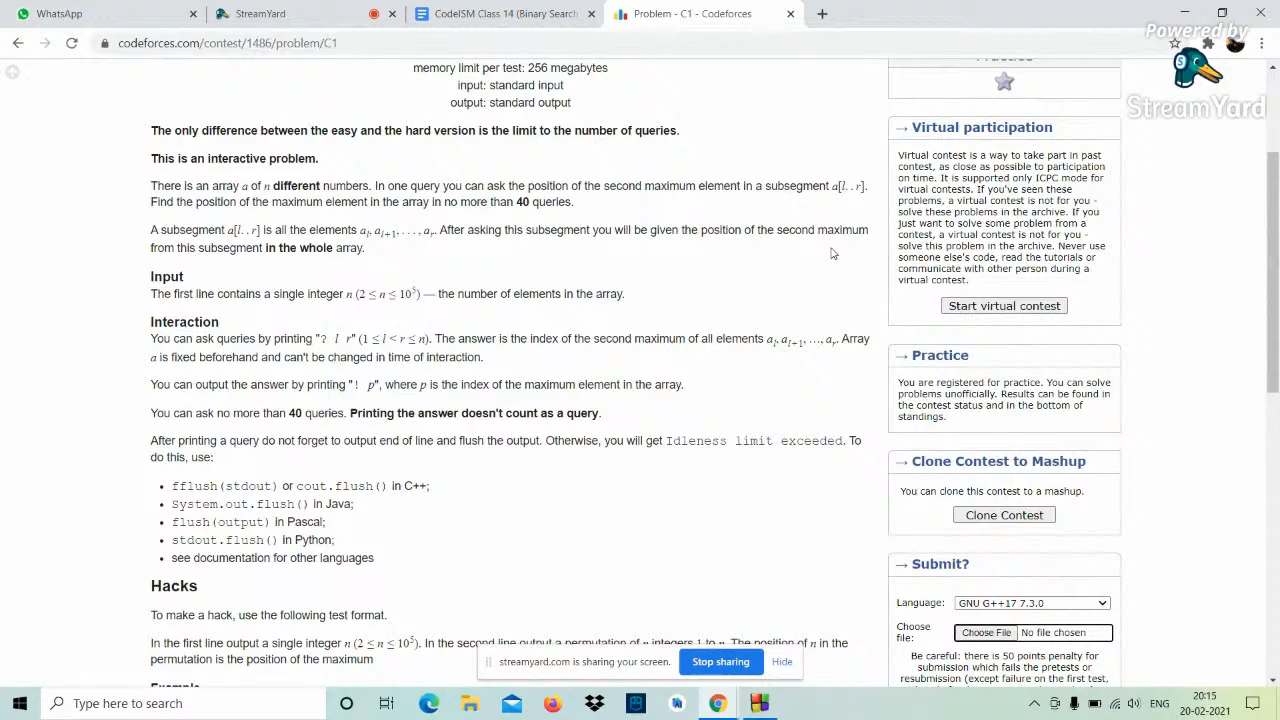 WhatsApp
StreamYard
CodeISM Class 14 (Binary Search
Problem - C1 - Codeforces
codeforces.com/contest/1486/problem/C1
Powered by
StreamYard
memory limit per test: 256 megabytes
input: standard input
output: standard output
The only difference between the easy and the hard version is the limit to the number of queries.
This is an interactive problem.
There is an array a of n different numbers. In one query you can ask the position of the second maximum element in a subsegment a[l..r].
Find the position of the maximum element in the array in no more than 40 queries.
A subsegment a[l..r] is all the elements a_l, a_{l+1}, ..., a_r. After asking this subsegment you will be given the position of the second maximum
from this subsegment in the whole array.
Input
The first line contains a single integer n (2 ≤ n ≤ 10^5) — the number of elements in the array.
Interaction
You can ask queries by printing "? l r" (1 ≤ l < r ≤ n). The answer is the index of the second maximum of all elements a_l, a_{l+1}, ..., a_r. Array
a is fixed beforehand and can't be changed in time of interaction.
You can output the answer by printing "! p", where p is the index of the maximum element in the array.
You can ask no more than 40 queries. Printing the answer doesn't count as a query.
After printing a query do not forget to output end of line and flush the output. Otherwise, you will get Idleness limit exceeded. To
do this, use:
• fflush(stdout) or cout.flush() in C++;
• System.out.flush() in Java;
• flush(output) in Pascal;
• stdout.flush() in Python;
• see documentation for other languages
Hacks
To make a hack, use the following test format.
In the first line output a single integer n (2 ≤ n ≤ 10^5). In the second line output a permutation of n integers 1 to n. The position of n in the
permutation is the position of the maximum
Practice
→ Virtual participation
Virtual contest is a way to take part in past
contest, as close as possible to participation
on time. It is supported only ICPC mode for
virtual contests. If you've seen these
problems, a virtual contest is not for you -
solve these problems in the archive. If you
just want to solve some problem from a
contest, a virtual contest is not for you -
solve this problem in the archive. Never use
someone else's code, read the tutorials or
communicate with other person during a
virtual contest.
Start virtual contest
→ Practice
You are registered for practice. You can solve
problems unofficially. Results can be found in
the contest status and in the bottom of
standings.
→ Clone Contest to Mashup
You can clone this contest to a mashup.
Clone Contest
→ Submit?
Language: GNU G++17 7.3.0
Choose
file:
Choose File No file chosen
Be careful: there is 50 points penalty for
submission which fails the pretests or
resubmission (except failure on the first test,
streamyard.com is sharing your screen.
Stop sharing
Hide
Type here to search
ENG
20:15
20-02-2021